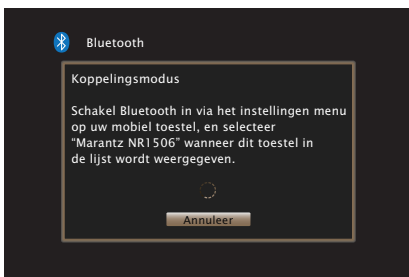 Bluetooth
Koppelingsmodus
Schakel Bluetooth in via het instellingen menu
op uw mobiel toestel, en selecteer
“Marantz NR1506” wanneer dit toestel in
de lijst wordt weergegeven.
Annuleer